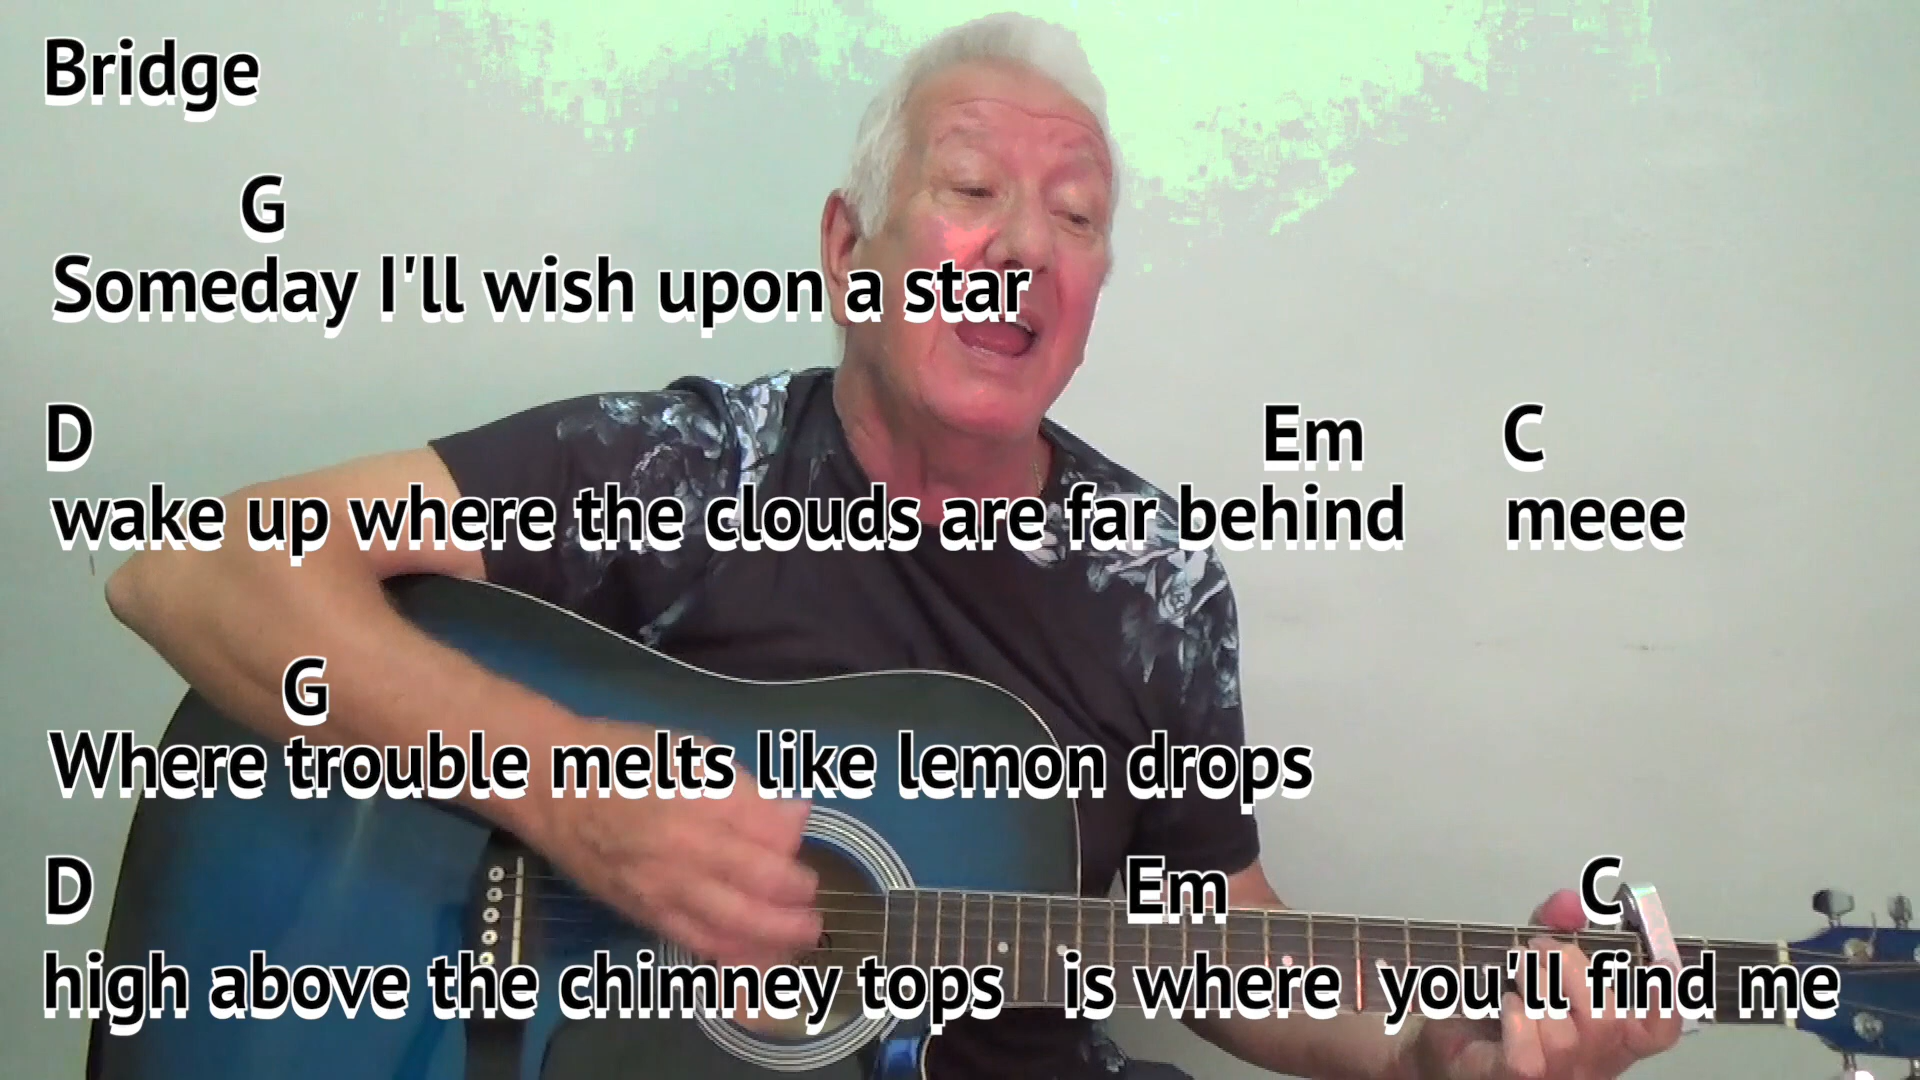 Bridge
G
Someday I'll wish upon a star
D Em C
wake up where the clouds are far behind meee
G
Where trouble melts like lemon drops
D Em C
high above the chimney tops is where you'll find me